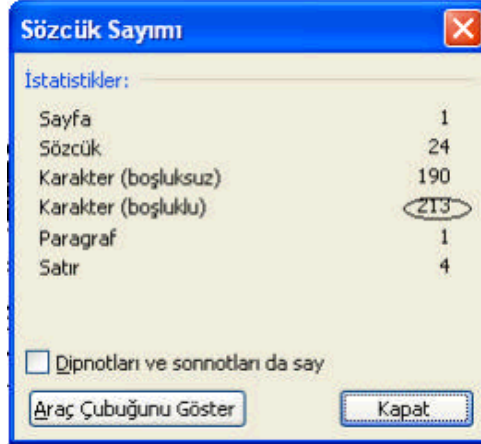 Sözcük Sayımı
İstatistikler:
Sayfa 1
Sözcük 24
Karakter (boşluksuz) 190
Karakter (boşluklu) 213
Paragraf 1
Satır 4
Dipnotları ve sonnotları da say
Araç Çubuğunu Göster Kapat